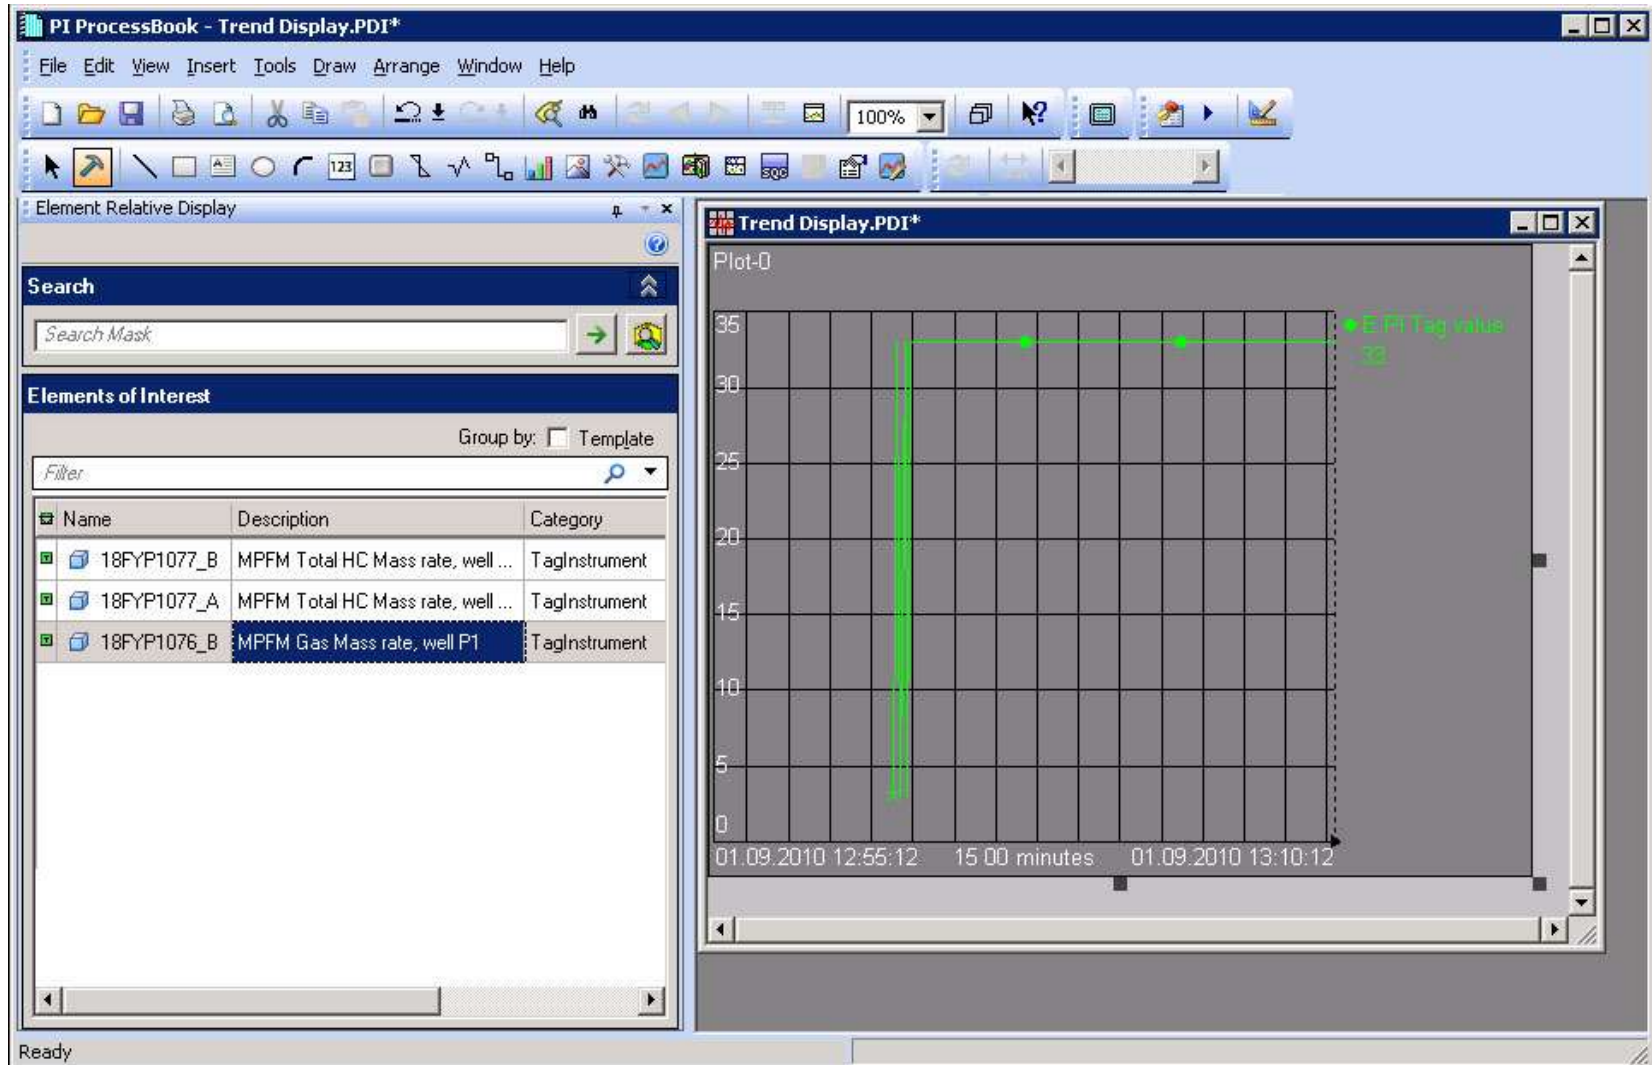 PI ProcessBook - Trend Display.PDI*
File Edit View Insert Tools Draw Arrange Window Help
100%
123
SQC
Element Relative Display
Search
Search Mask
Elements of Interest
Group by: Template
Filter
Name Description Category
18FYP1077_B MPFM Total HC Mass rate, well ... TagInstrument
18FYP1077_A MPFM Total HC Mass rate, well ... TagInstrument
18FYP1076_B MPFM Gas Mass rate, well P1 TagInstrument
Trend Display.PDI*
Plot-0
35
30
25
20
15
10
5
0
01.09.2010 12:55:12 15.00 minutes 01.09.2010 13:10:12
E PI Tag value
33
Ready